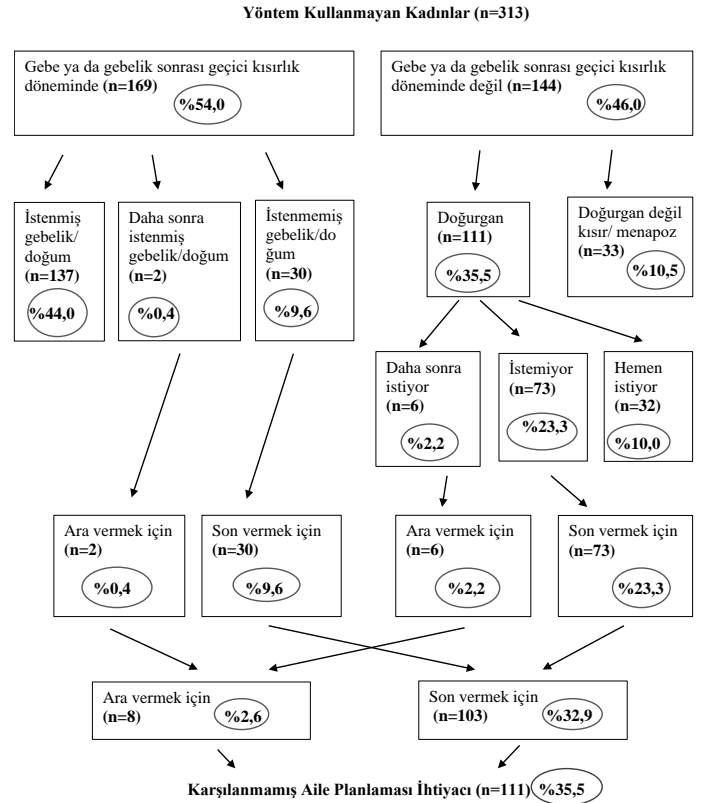 Yöntem Kullanmayan Kadınlar (n=313)
Gebe ya da gebelik sonrası geçici kısırlık
döneminde (n=169)
%54,0
Gebe ya da gebelik sonrası geçici kısırlık
döneminde değil (n=144)
%46,0
İstenmiş
gebelik/
doğum
(n=137)
%44,0
Daha sonra
istenmiş
gebelik/doğum
(n=2)
%0,4
İstenmemiş
gebelik/do
ğum
(n=30)
%9,6
Doğurgan
(n=111)
%35,5
Doğurgan değil
kısır/ menapoz
(n=33)
%10,5
Daha sonra
istiyor
(n=6)
%2,2
İstemiyor
(n=73)
%23,3
Hemen
istiyor
(n=32)
%10,0
Ara vermek için
(n=2)
%0,4
Son vermek için
(n=30)
%9,6
Ara vermek için
(n=6)
%2,2
Son vermek için
(n=73)
%23,3
Ara vermek için
(n=8)
%2,6
Son vermek için
(n=103)
%32,9
Karşılanmamış Aile Planlaması İhtiyacı (n=111) %35,5